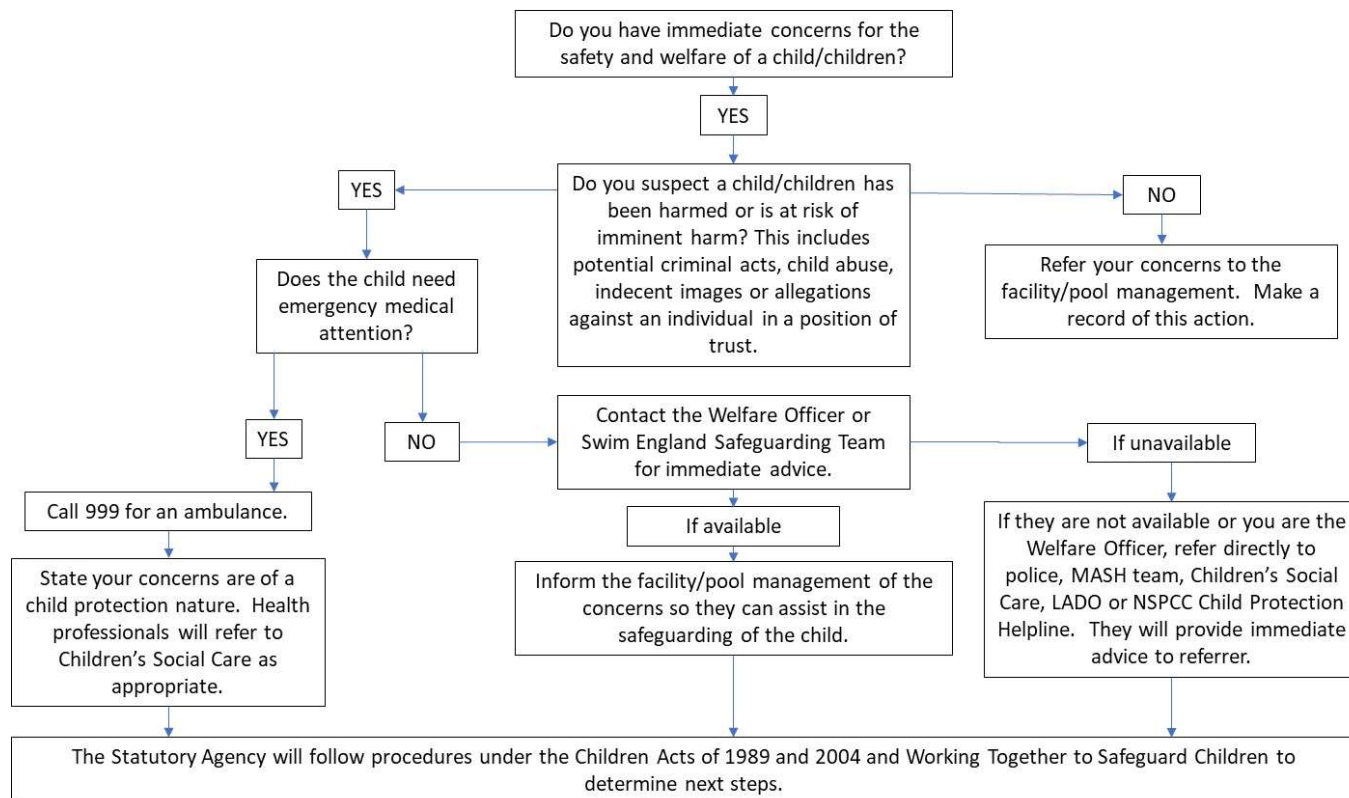 Do you have immediate concerns for the
safety and welfare of a child/children?
YES
Do you suspect a child/children has
been harmed or is at risk of
imminent harm? This includes
potential criminal acts, child abuse,
indecent images or allegations
against an individual in a position of
trust.
YES
NO
Does the child need
emergency medical
attention?
Refer your concerns to the
facility/pool management. Make a
record of this action.
YES
NO
Contact the Welfare Officer or
Swim England Safeguarding Team
for immediate advice.
If unavailable
Call 999 for an ambulance.
If available
If they are not available or you are the
Welfare Officer, refer directly to
police, MASH team, Children’s Social
Care, LADO or NSPCC Child Protection
Helpline. They will provide immediate
advice to referrer.
State your concerns are of a
child protection nature. Health
professionals will refer to
Children’s Social Care as
appropriate.
Inform the facility/pool management of the
concerns so they can assist in the
safeguarding of the child.
The Statutory Agency will follow procedures under the Children Acts of 1989 and 2004 and Working Together to Safeguard Children to
determine next steps.